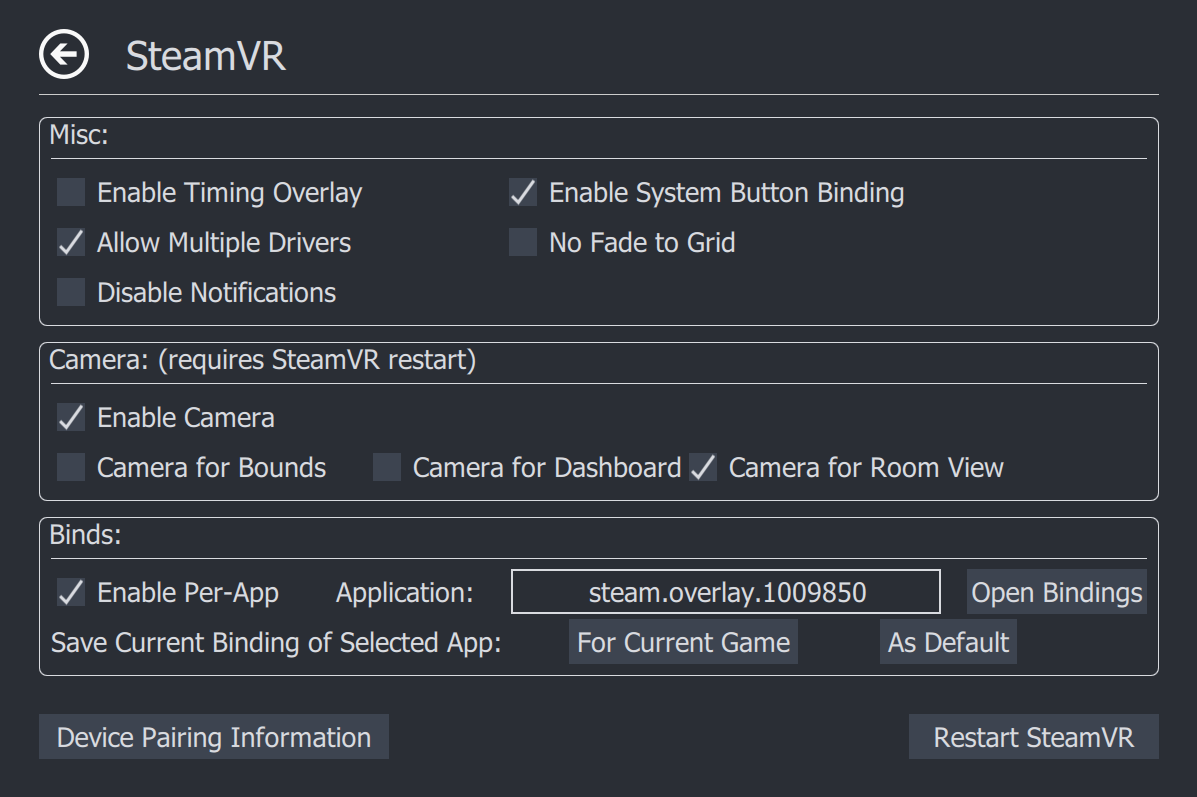 SteamVR
Misc:
Enable Timing Overlay Enable System Button Binding
Allow Multiple Drivers No Fade to Grid
Disable Notifications
Camera: (requires SteamVR restart)
Enable Camera
Camera for Bounds Camera for Dashboard Camera for Room View
Binds:
Enable Per-App Application: steam.overlay.1009850 Open Bindings
Save Current Binding of Selected App: For Current Game As Default
Device Pairing Information Restart SteamVR